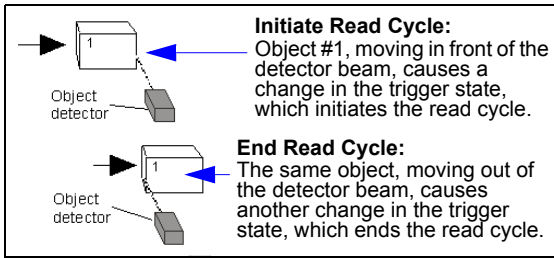 Initiate Read Cycle:
Object #1, moving in front of the
detector beam, causes a
change in the trigger state,
which initiates the read cycle.
1
Object
detector
End Read Cycle:
The same object, moving out of
the detector beam, causes
another change in the trigger
state, which ends the read cycle.
1
Object
detector